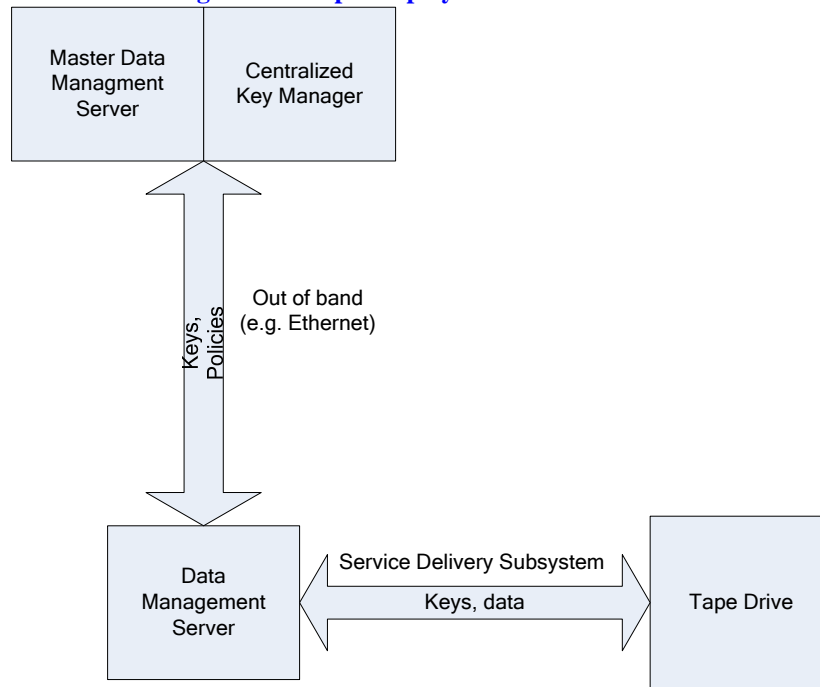 Master Data
Managment
Server
Centralized
Key Manager
Keys,
Policies
Out of band
(e.g. Ethernet)
Data
Management
Server
Service Delivery Subsystem
Keys, data
Tape Drive